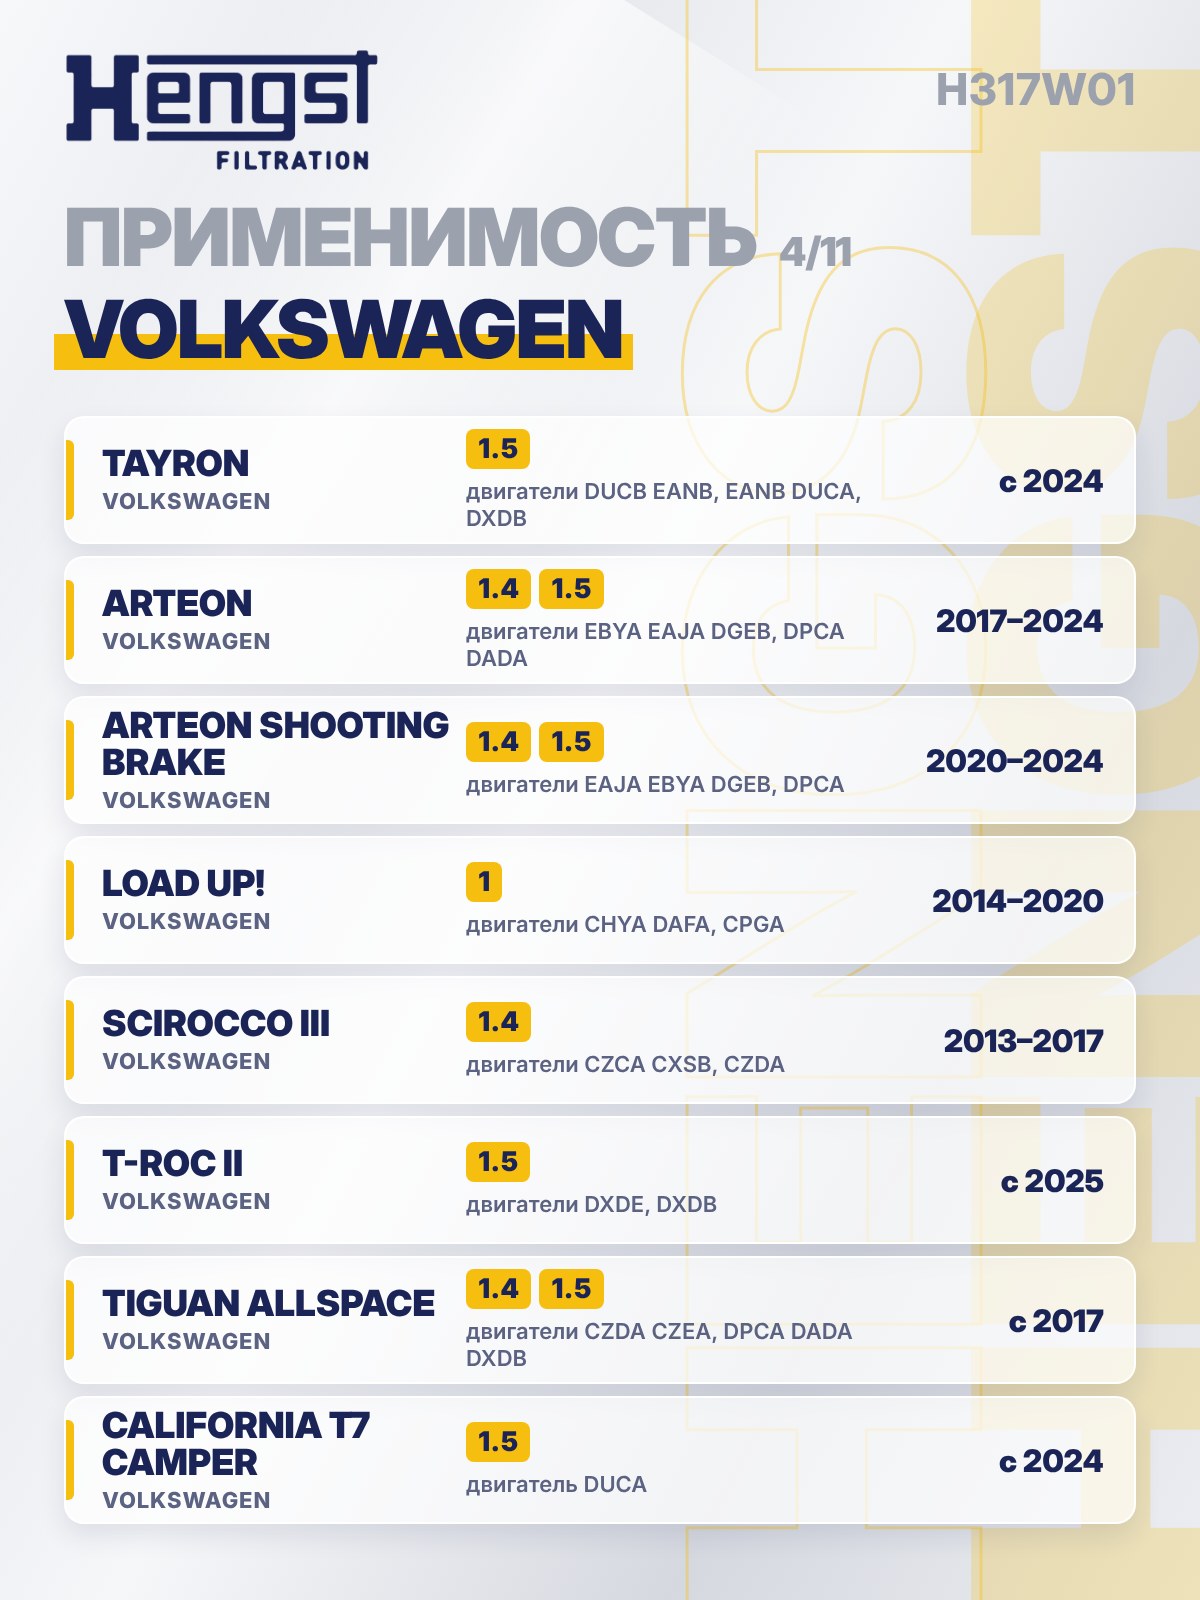 Hengst
FILTRATION
H317W01
ПРИМЕНИМОСТЬ 4/11
VOLKSWAGEN
TAYRON
VOLKSWAGEN
1.5
двигатели DUCB EANB, EANB DUCA,
DXDB
с 2024
ARTEON
VOLKSWAGEN
1.4 1.5
двигатели EBYA EAJA DGEB, DPCA
DADA
2017–2024
ARTEON SHOOTING
BRAKE
VOLKSWAGEN
1.4 1.5
двигатели EAJA EBYA DGEB, DPCA
2020–2024
LOAD UP!
VOLKSWAGEN
1
двигатели CHYA DAFA, CPGA
2014–2020
SCIROCCO III
VOLKSWAGEN
1.4
двигатели CZCA CXSB, CZDA
2013–2017
T-ROC II
VOLKSWAGEN
1.5
двигатели DXDE, DXDB
с 2025
TIGUAN ALLSPACE
VOLKSWAGEN
1.4 1.5
двигатели CZDA CZEA, DPCA DADA
DXDB
с 2017
CALIFORNIA T7
CAMPER
VOLKSWAGEN
1.5
двигатель DUCA
с 2024
HENGST
HENGST